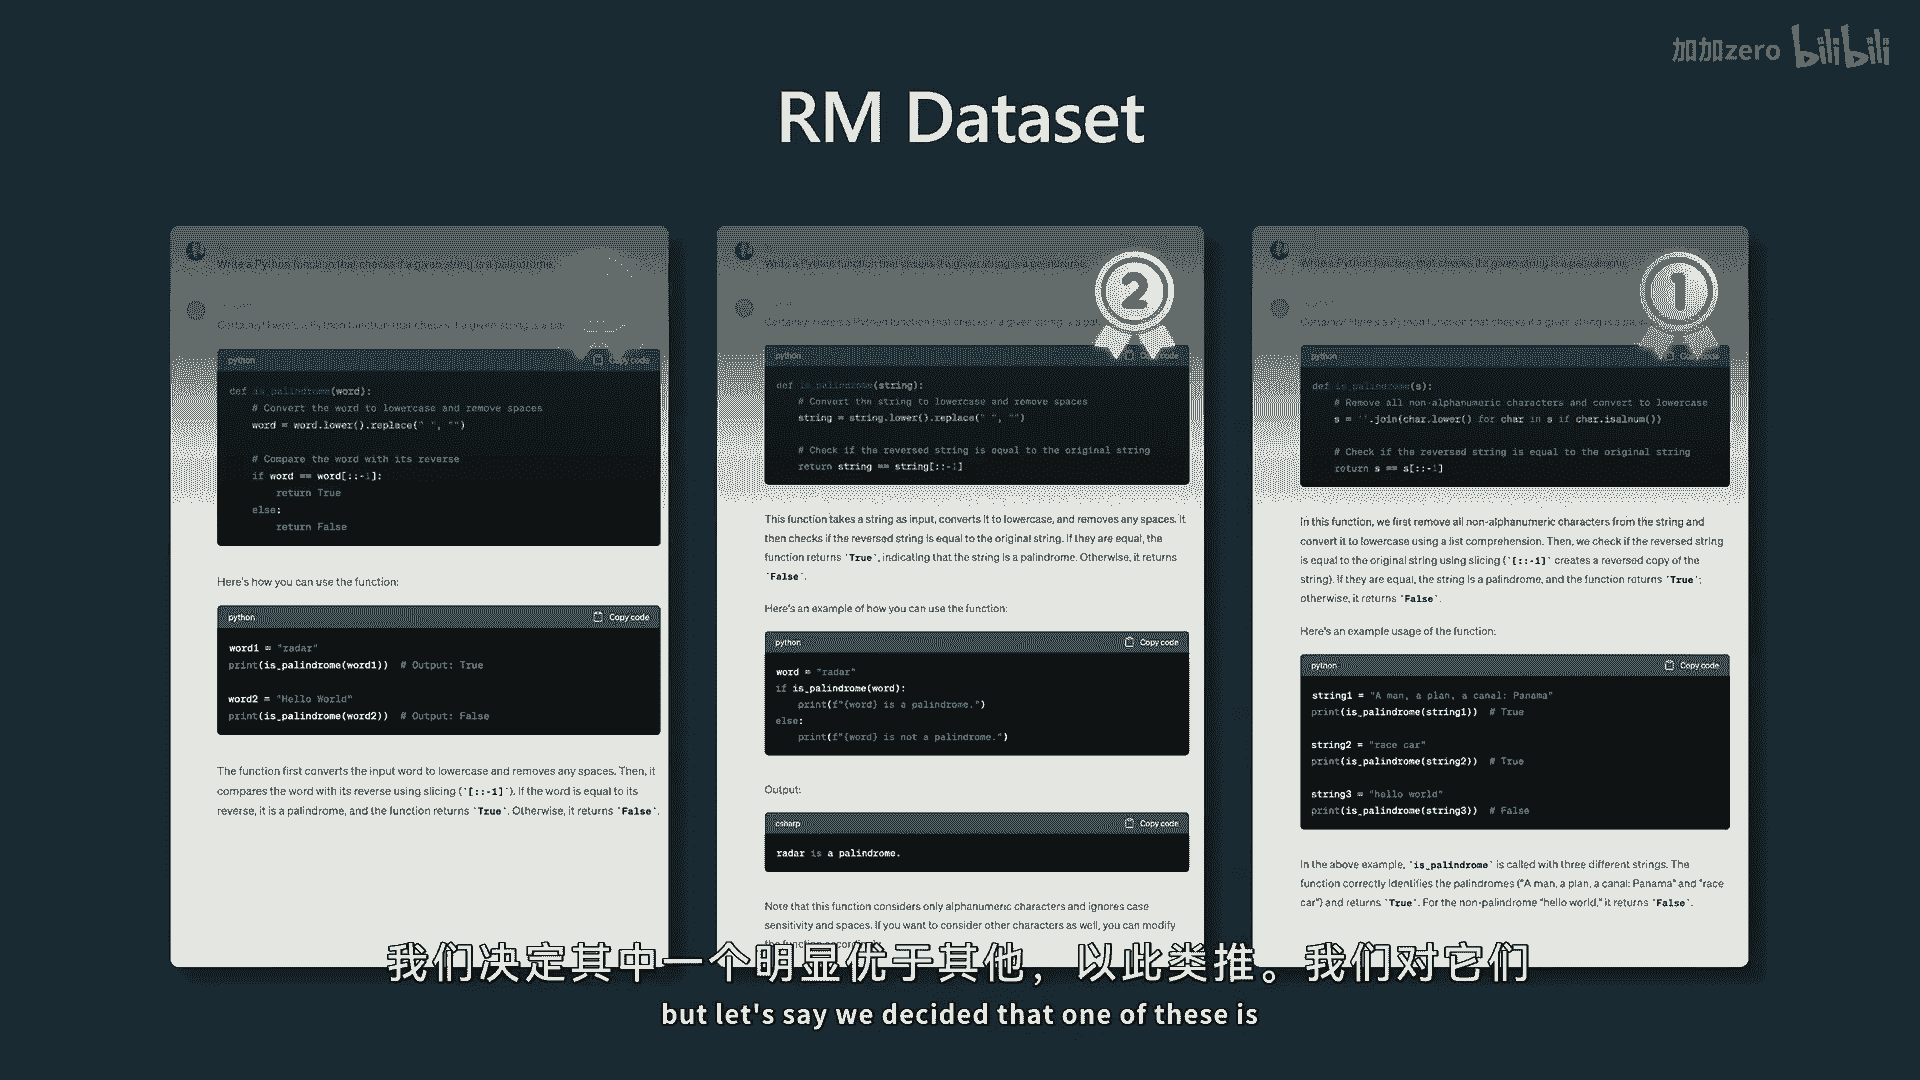 加加zero bilibili
RM Dataset
Write a Python function that checks if a given string is a palindrome.
Certainly! Here's a Python function that checks if a given string is a pal
python Copy code
def is_palindrome(word):
# Convert the word to lowercase and remove spaces
word = word.lower().replace(" ", "")
# Compare the word with its reverse
if word == word[::-1]:
return True
else:
return False
Here's how you can use the function:
python Copy code
word1 = "radar"
print(is_palindrome(word1)) # Output: True
word2 = "Hello World"
print(is_palindrome(word2)) # Output: False
The function first converts the input word to lowercase and removes any spaces. Then, it
compares the word with its reverse using slicing (`[::-1]`). If the word is equal to its
reverse, it is a palindrome, and the function returns `True`. Otherwise, it returns `False`.
2
Write a Python function that checks if a given string is a palindrome.
Certainly! Here's a Python function that checks if a given string is a pal
python Copy code
def is_palindrome(string):
# Convert the string to lowercase and remove spaces
string = string.lower().replace(" ", "")
# Check if the reversed string is equal to the original string
return string == string[::-1]
This function takes a string as input, converts it to lowercase, and removes any spaces. It
then checks if the reversed string is equal to the original string. If they are equal, the
function returns `True`, indicating that the string is a palindrome. Otherwise, it returns
`False`.
Here's an example of how you can use the function:
python Copy code
word = "radar"
if is_palindrome(word):
print(f"{word} is a palindrome.")
else:
print(f"{word} is not a palindrome.")
Output:
csharp Copy code
radar is a palindrome.
Note that this function considers only alphanumeric characters and ignores case
sensitivity and spaces. If you want to consider other characters as well, you can modify
the function accordingly.
1
Write a Python function that checks if a given string is a palindrome.
Certainly! Here's a Python function that checks if a given string is a
python Copy code
def is_palindrome(s):
# Remove all non-alphanumeric characters and convert to lowercase
s = ''.join(char.lower() for char in s if char.isalnum())
# Check if the reversed string is equal to the original string
return s == s[::-1]
In this function, we first remove all non-alphanumeric characters from the string and
convert it to lowercase using a list comprehension. Then, we check if the reversed string
is equal to the original string using slicing (`[::-1]` creates a reversed copy of the
string). If they are equal, the string is a palindrome, and the function returns `True`;
otherwise, it returns `False`.
Here's an example usage of the function:
python Copy code
string1 = "A man, a plan, a canal: Panama"
print(is_palindrome(string1)) # True
string2 = "race car"
print(is_palindrome(string2)) # True
string3 = "hello world"
print(is_palindrome(string3)) # False
In the above example, `is_palindrome` is called with three different strings. The
function correctly identifies the palindromes ("A man, a plan, a canal: Panama" and "race
car") and returns `True`. For the non-palindrome "hello world," it returns `False`.
我们决定其中一个明显优于其他，以此类推。我们对它们
but let's say we decided that one of these is